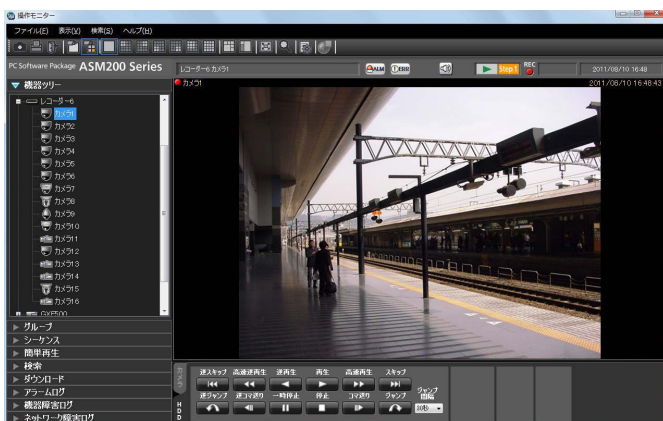 操作モニター
ファイル(F) 表示(V) 検索(S) ヘルプ(H)
PC Software Package ASM200 Series
レコーダー6 カメラ1
ALM
ERR
Step1
REC
2011/08/10 16:48
機器ツリー
カメラ1
2011/08/10 16:48:43
レコーダー6
カメラ1
カメラ2
カメラ3
カメラ4
カメラ5
カメラ6
カメラ7
カメラ8
カメラ9
カメラ10
カメラ11
カメラ12
カメラ13
カメラ14
カメラ15
カメラ16
GXE500
グループ
シーケンス
簡単再生
検索
ダウンロード
アラームログ
機器障害ログ
ネットワーク障害ログ
カメラ
HDD
逆スキップ 高速逆再生 逆再生 再生 高速再生 スキップ
逆ジャンプ 逆コマ送り 一時停止 停止 コマ送り ジャンプ
ジャンプ
間隔
30秒